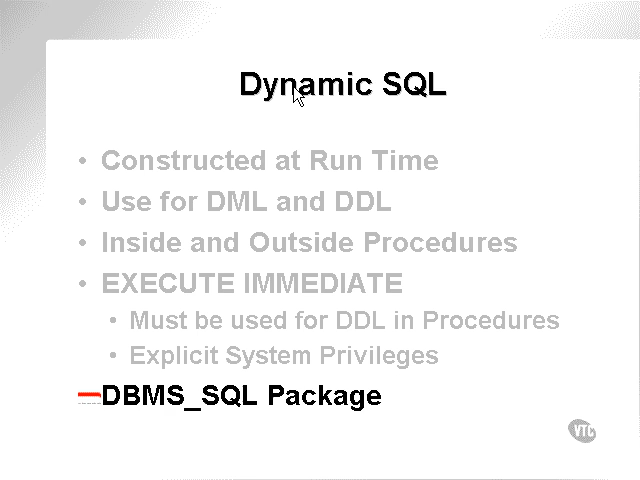 Dynamic SQL
• Constructed at Run Time
• Use for DML and DDL
• Inside and Outside Procedures
• EXECUTE IMMEDIATE
• Must be used for DDL in Procedures
• Explicit System Privileges
DBMS_SQL Package
VTC